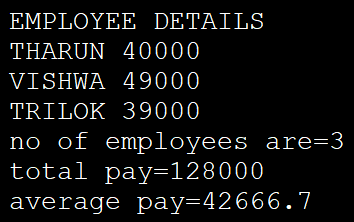 EMPLOYEE DETAILS
THARUN 40000
VISHWA 49000
TRILOK 39000
no of employees are=3
total pay=128000
average pay=42666.7